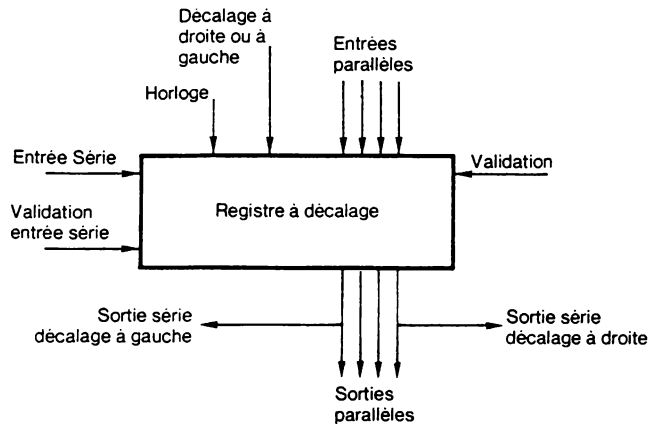 Décalage à
droite ou à
gauche
Entrées
parallèles
Horloge
Entrée Série
Validation
Validation
entrée série
Registre à décalage
Sortie série
décalage à gauche
Sortie série
décalage à droite
Sorties
parallèles